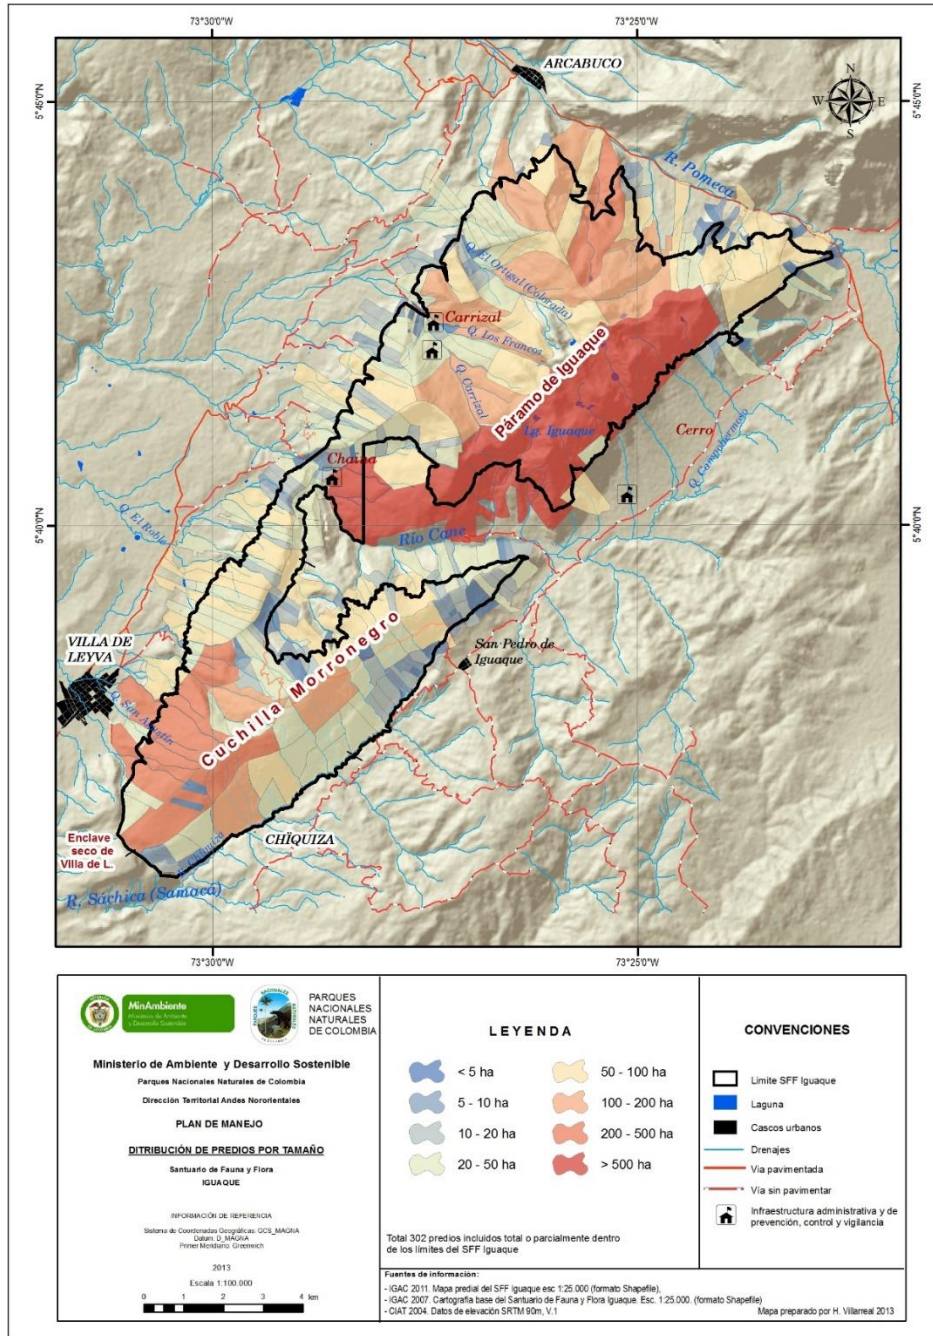 73°30'0"W
73°25'0"W
5°45'0"N
5°45'0"N
ARCABUCO
N
W
E
S
R. Pomeca
Q. El Ortigal (Colorada)
Carrizal
Q. Los Francos
Q. Carrizal
Páramo de Iguaque
Lg. Iguaque
Cerro
Q. Campohermoso
Chaina
5°40'0"N
5°40'0"N
Río Cane
Q. El Roble
VILLA DE
LEYVA
San Pedro de
Iguaque
Cuchilla Morronegro
Q. San Agustín
Enclave
seco de
Villa de L.
CHÏQUIZA
R. Sáchica (Samacá)
73°30'0"W
73°25'0"W
MinAmbiente
Ministerio de Ambiente
y Desarrollo Sostenible
PARQUES
NACIONALES
NATURALES
DE COLOMBIA
Ministerio de Ambiente y Desarrollo Sostenible
Parques Nacionales Naturales de Colombia
Dirección Territorial Andes Nororientales
PLAN DE MANEJO
DITRIBUCIÓN DE PREDIOS POR TAMAÑO
Santuario de Fauna y Flora
IGUAQUE
INFORMACIÓN DE REFERENCIA
Sistema de Coordenadas Geográficas: GCS_MAGNA
Datum: D_MAGNA
Primer Meridiano: Greenwich
2013
Escala 1:100.000
0 1 2 3 4 km
LEYENDA
< 5 ha
5 - 10 ha
10 - 20 ha
20 - 50 ha
50 - 100 ha
100 - 200 ha
200 - 500 ha
> 500 ha
Total 302 predios incluidos total o parcialmente dentro
de los límites del SFF Iguaque
CONVENCIONES
Limite SFF Iguaque
Laguna
Cascos urbanos
Drenajes
Via pavimentada
Vía sin pavimentar
Infraestructura administrativa y de
prevención, control y vigilancia
Fuentes de información:
- IGAC 2011. Mapa predial del SFF Iguaque esc 1:25.000 (formato Shapefile),
- IGAC 2007. Cartografía base del Santuario de Fauna y Flora Iguaque. Esc. 1:25.000. (formato Shapefile)
- CIAT 2004. Datos de elevación SRTM 90m, V.1
Mapa preparado por H. Villarreal 2013